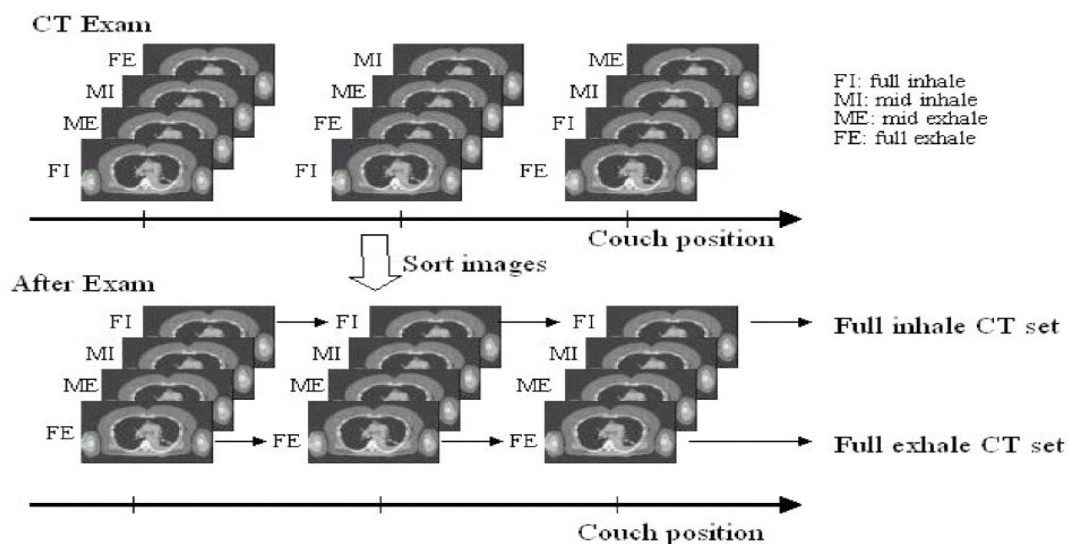 CT Exam
FE MI ME
MI ME MI
ME FE FI
FI FI FE
FI: full inhale
MI: mid inhale
ME: mid exhale
FE: full exhale
Couch position
Sort images
After Exam
FI FI FI
MI MI MI
ME ME ME
FE FE FE
Full inhale CT set
Full exhale CT set
Couch position